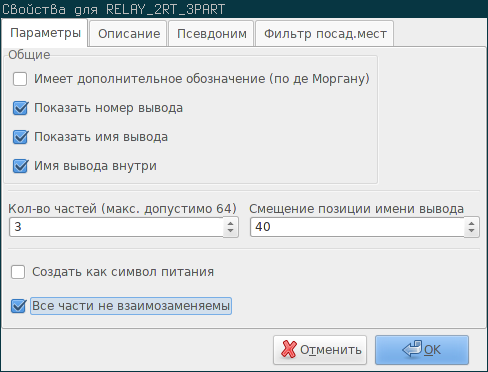 Свойства для RELAY_2RT_3PART
Параметры Описание Псевдоним Фильтр посад.мест
Общие
Имеет дополнительное обозначение (по де Моргану)
Показать номер вывода
Показать имя вывода
Имя вывода внутри
Кол-во частей (макс. допустимо 64) Смещение позиции имени вывода
3 40
Создать как символ питания
Все части не взаимозаменяемы
Отменить OK